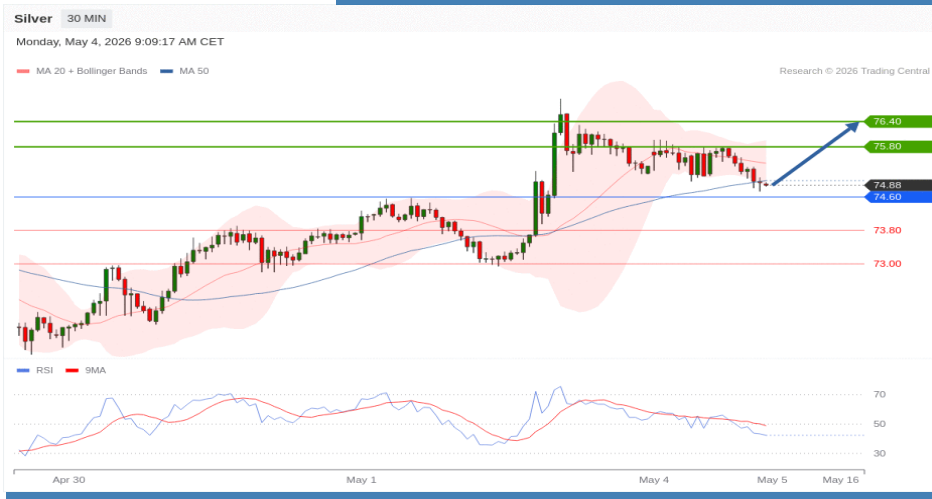 Silver 30 MIN
Monday, May 4, 2026 9:09:17 AM CET
MA 20 + Bollinger Bands MA 50
Research © 2026 Trading Central
76.40
75.80
74.88
74.60
73.80
73.00
RSI 9MA
70
50
30
Apr 30 May 1 May 4 May 5 May 16